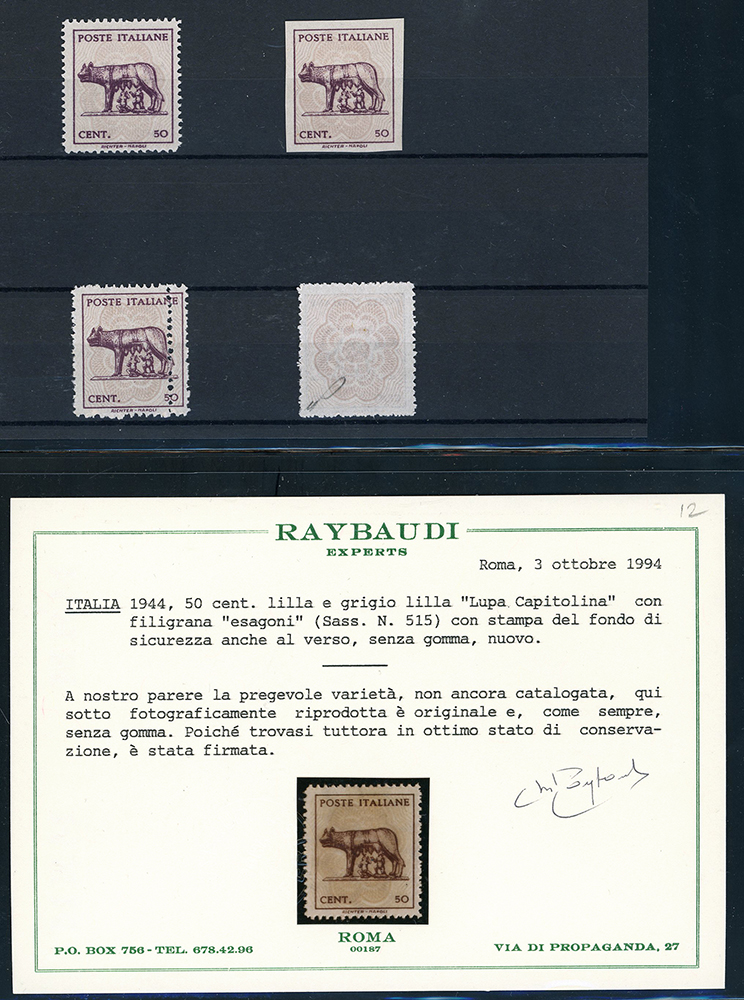 POSTE ITALIANE
CENT. 50
RICHTER - NAPOLI
POSTE ITALIANE
CENT. 50
RICHTER - NAPOLI
POSTE ITALIANE
CENT. 50
RICHTER - NAPOLI
12
RAYBAUDI
EXPERTS
Roma, 3 ottobre 1994
ITALIA 1944, 50 cent. lilla e grigio lilla "Lupa Capitolina" con
filigrana "esagoni" (Sass. N. 515) con stampa del fondo di
sicurezza anche al verso, senza gomma, nuovo.
A nostro parere la pregevole varietà, non ancora catalogata, qui
sotto fotograficamente riprodotta è originale e, come sempre,
senza gomma. Poiché trovasi tuttora in ottimo stato di conserva-
zione, è stata firmata.
POSTE ITALIANE
CENT. 50
RICHTER - NAPOLI
ROMA
00187
P.O. BOX 756 - TEL. 678.42.96
VIA DI PROPAGANDA, 27